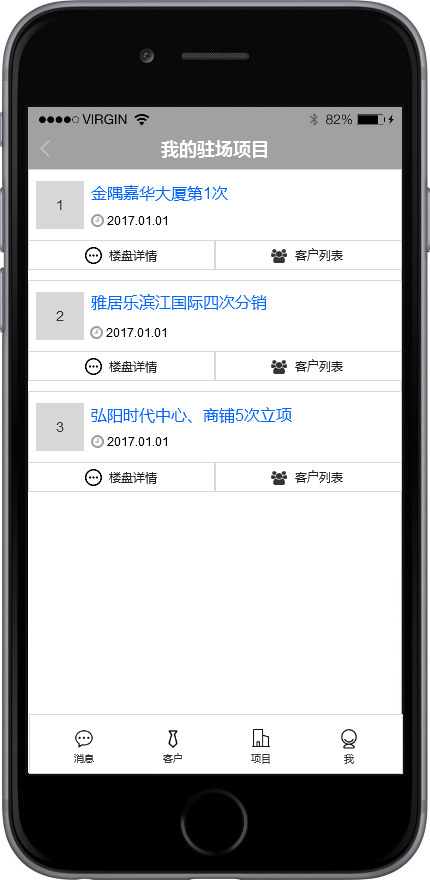 VIRGIN 82%
我的驻场项目
1 金隅嘉华大厦第1次
2017.01.01
楼盘详情 客户列表
2 雅居乐滨江国际四次分销
2017.01.01
楼盘详情 客户列表
3 弘阳时代中心、商铺5次立项
2017.01.01
楼盘详情 客户列表
消息 客户 项目 我